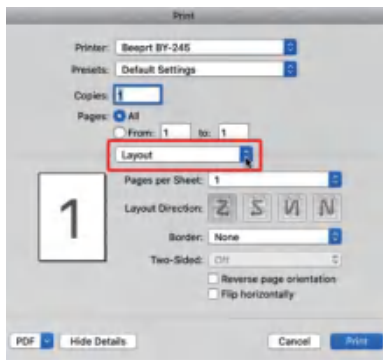 Print
Printer: Beeprt BY-245
Presets: Default Settings
Copies: 1
Pages: All
From: 1 to: 1
Layout
Pages per Sheet: 1
Layout Direction:
Border: None
Two-Sided: Off
Reverse page orientation
Flip horizontally
1
PDF Hide Details Cancel Print